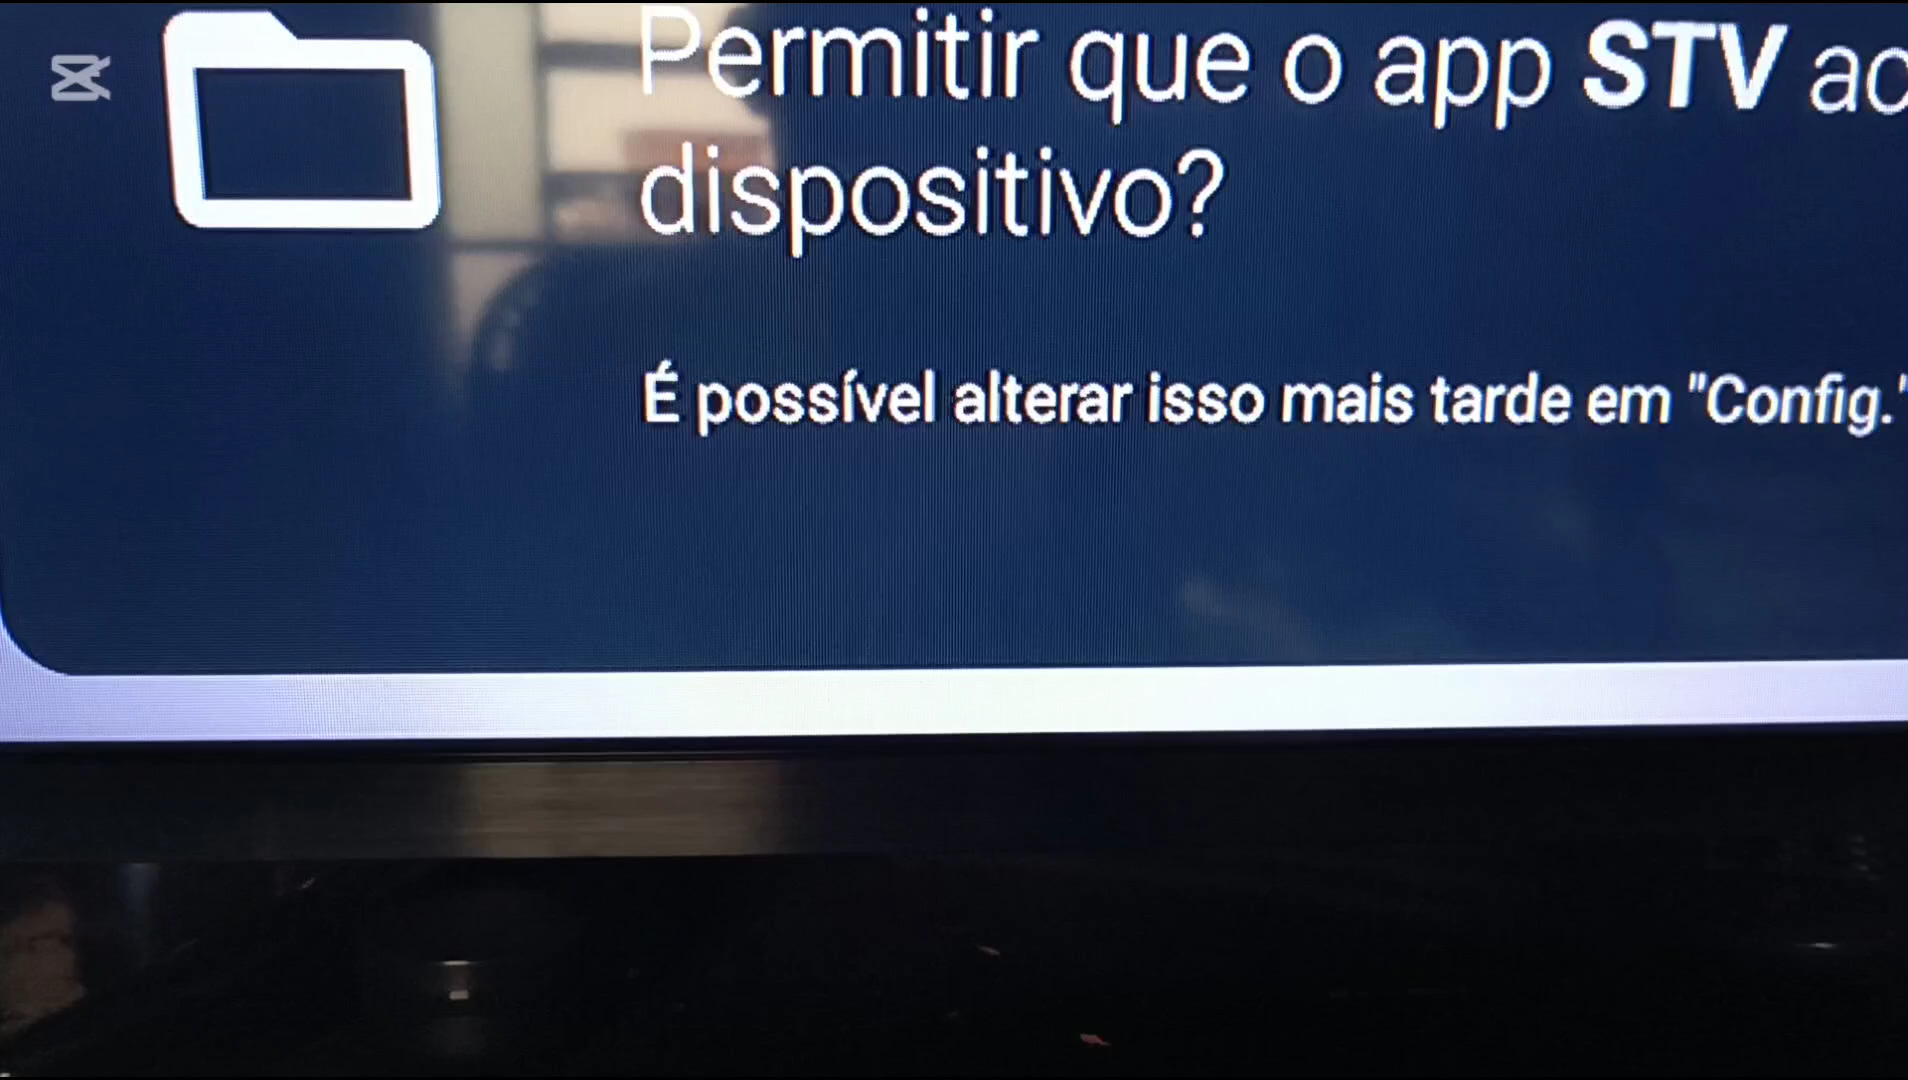 Permitir que o app STV
dispositivo?
É possível alterar isso mais tarde em "Config."